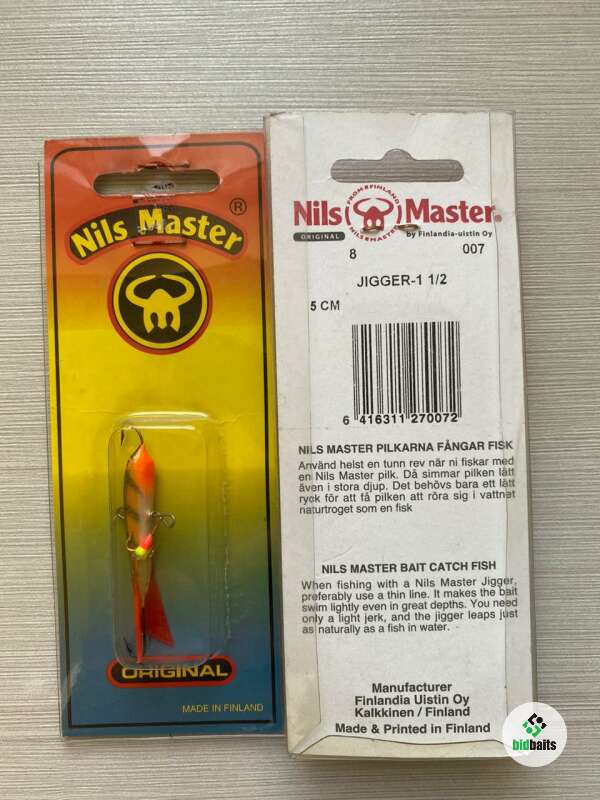 Nils Master
®
ORIGINAL
MADE IN FINLAND
FROM FINLAND
Nils Master®
NILS MASTER
ORIGINAL
by Finlandia-uistin Oy
8 007
JIGGER-1 1/2
5 CM
6 416311 270072
NILS MASTER PILKARNA FÅNGAR FISK
Använd helst en tunn rev när ni fiskar med
en Nils Master pilk. Då simmar pilken lätt
även i stora djup. Det behövs bara ett lätt
ryck för att få pilken att röra sig i vattnet
naturtroget som en fisk
NILS MASTER BAIT CATCH FISH
When fishing with a Nils Master Jigger,
preferably use a thin line. It makes the bait
swim lightly even in great depths. You need
only a light jerk, and the jigger leaps just
as naturally as a fish in water.
Manufacturer
Finlandia Uistin Oy
Kalkkinen / Finland
Made & Printed in Finland
bidbaits